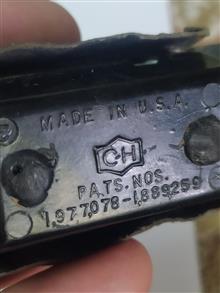 MADE IN U.S.A.
C-H
PATS. NOS.
1,977,078-1,889,259